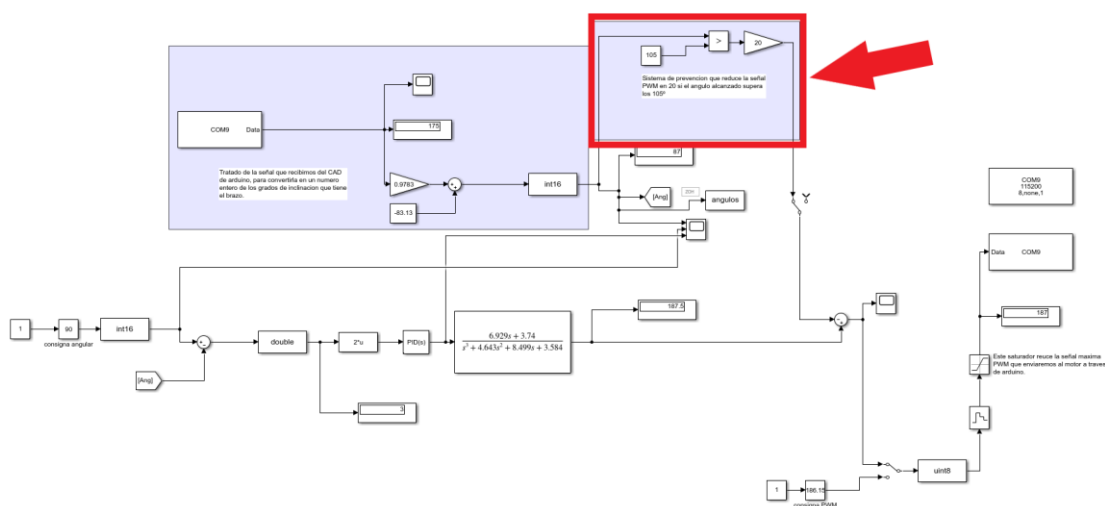 >
20
105
Sistema de prevencion que reduce la señal
PWM en 20 si el angulo alcanzado supera
los 105º
175
COM9
Data
Tratado de la señal que recibimos del CAD
de arduino, para convertirla en un numero
entero de los grados de inclinacion que tiene
el brazo.
0.9783
-83.13
int16
87
[Ang]
angulos
COM9
115200
Data
COM9
187
Este saturador reuce la señal maxima
PWM que enviaremos al motor a traves
de arduino.
1
90
int16
consigna angular
[Ang]
double
2*u
PID(s)
6.929s + 3.74
s³ + 4.643s² + 8.499s + 3.584
187.5
3
1
186.15
consigna PWM
uint8